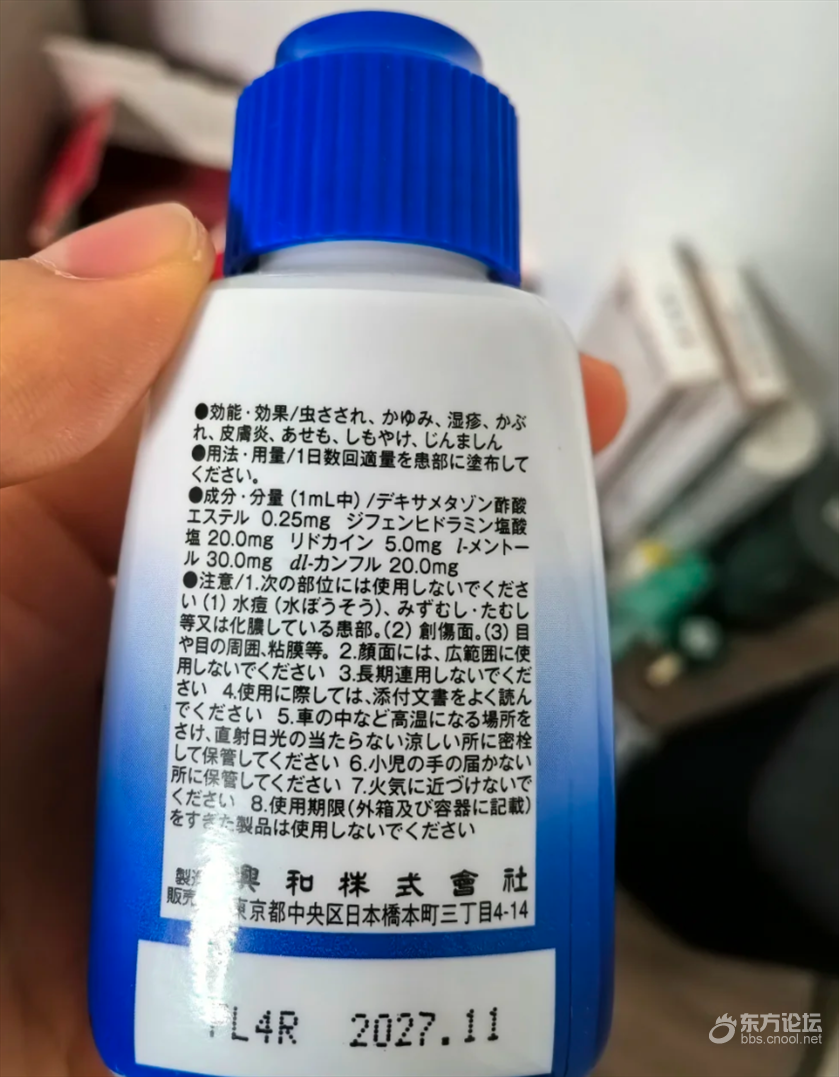 ●効能・効果/虫さされ、かゆみ、湿疹、かぶ
れ、皮膚炎、あせも、しもやけ、じんましん
●用法・用量/1日数回適量を患部に塗布して
ください。
●成分・分量(1mL中)/デキサメタゾン酢酸
エステル 0.25mg ジフェンヒドラミン塩酸
塩 20.0mg リドカイン 5.0mg l-メントー
ル 30.0mg dl-カンフル 20.0mg
●注意/1.次の部位には使用しないでくださ
い(1)水痘(水ぼうそう)、みずむし・たむし
等又は化膿している患部。(2)創傷面。(3)目
や目の周囲、粘膜等。2.顔面には、広範囲に使
用しないでください 3.長期連用しないでくだ
さい 4.使用に際しては、添付文書をよく読ん
でください 5.車の中など高温になる場所を
さけ、直射日光の当たらない涼しい所に密栓
して保管してください 6.小児の手の届かない
所に保管してください 7.火気に近づけないで
ください 8.使用期限(外箱及び容器に記載)
をすぎた製品は使用しないでください
製 興和株式會社
販売 東京都中央区日本橋本町三丁目4-14
L4R 2027.11
东方论坛
bbs.cnool.net